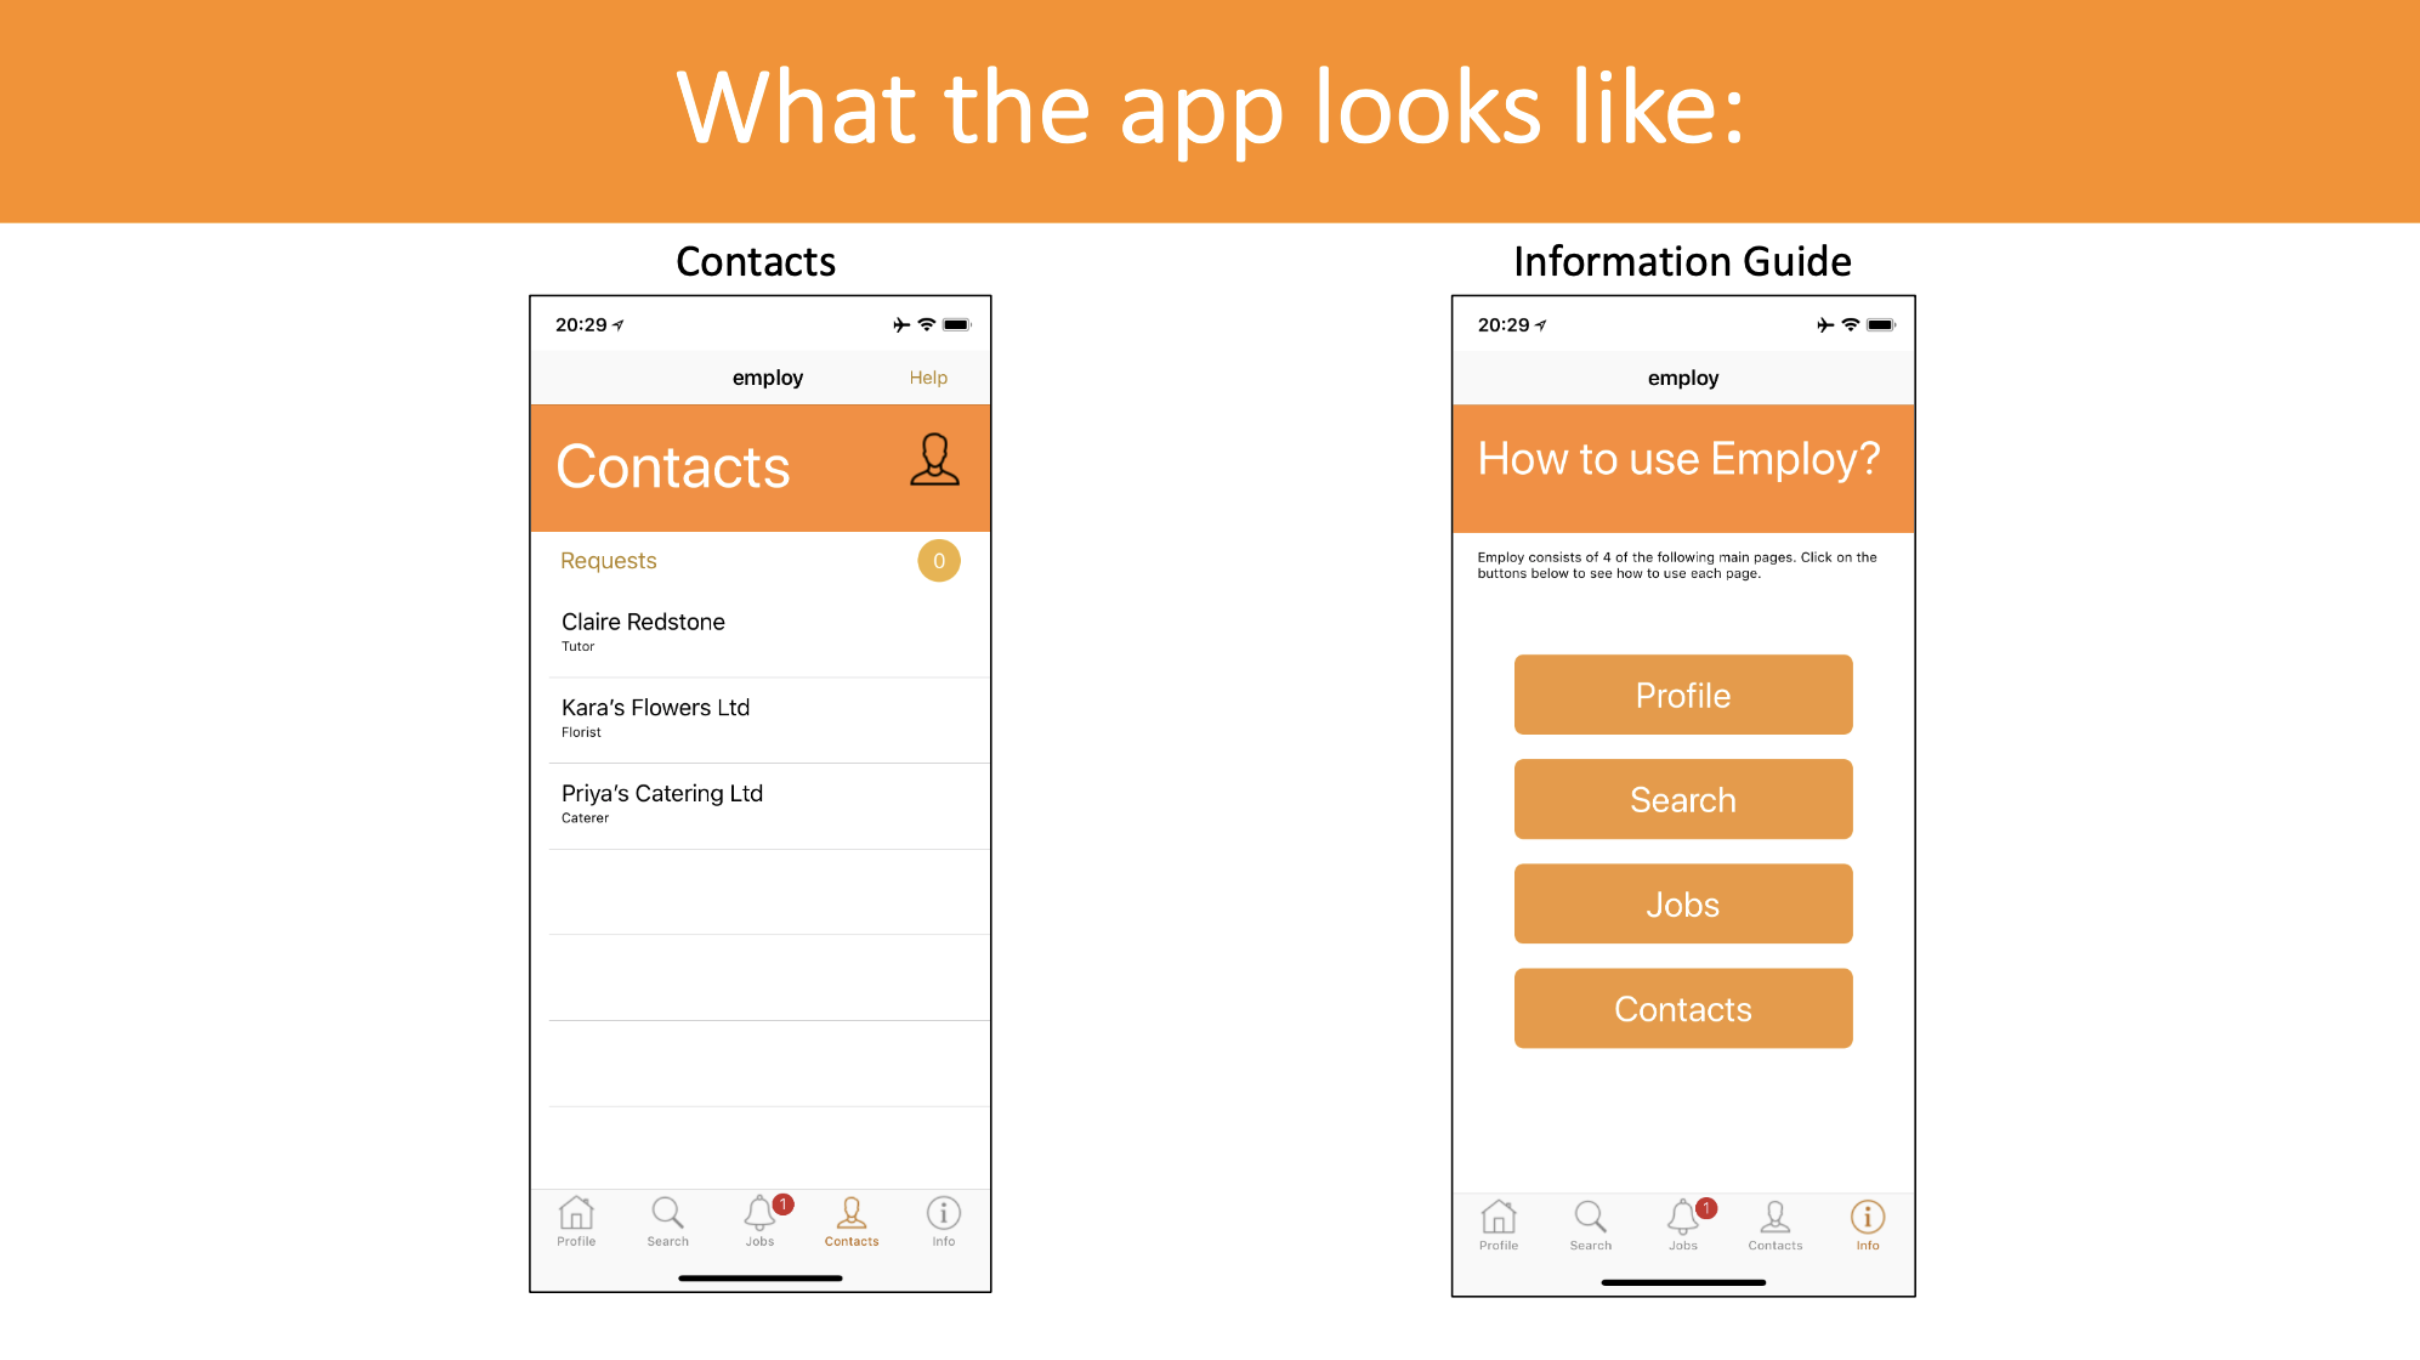 What the app looks like:
Contacts
20:29
employ
Help
Contacts
Requests
0
Claire Redstone
Tutor
Kara's Flowers Ltd
Florist
Priya's Catering Ltd
Caterer
1
Profile
Search
Jobs
Contacts
Info
Information Guide
20:29
employ
How to use Employ?
Employ consists of 4 of the following main pages. Click on the
buttons below to see how to use each page.
Profile
Search
Jobs
Contacts
1
Profile
Search
Jobs
Contacts
Info